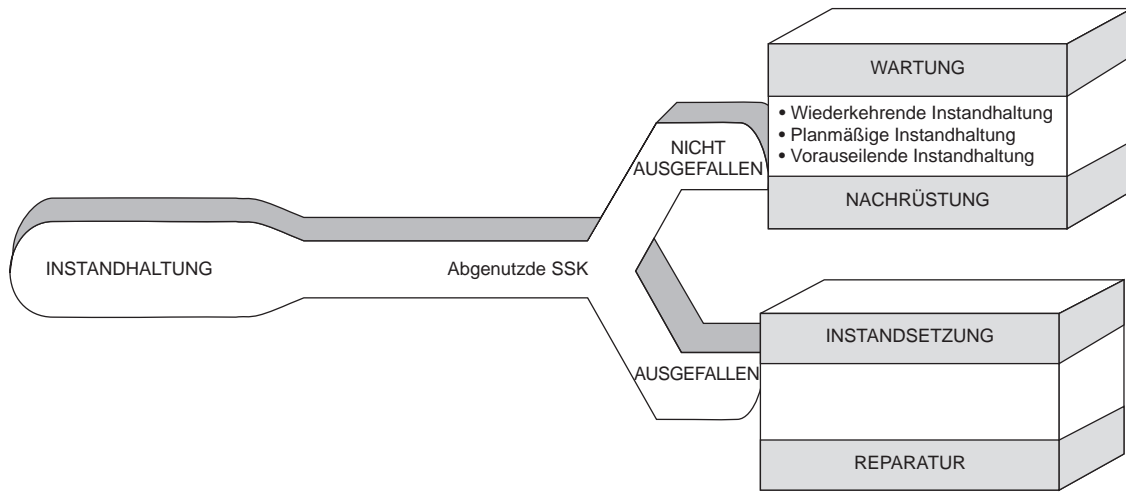 WARTUNG
• Wiederkehrende Instandhaltung
• Planmäßige Instandhaltung
• Vorauseilende Instandhaltung
NACHRÜSTUNG
NICHT
AUSGEFALLEN
INSTANDHALTUNG
Abgenutzde SSK
AUSGEFALLEN
INSTANDSETZUNG
REPARATUR